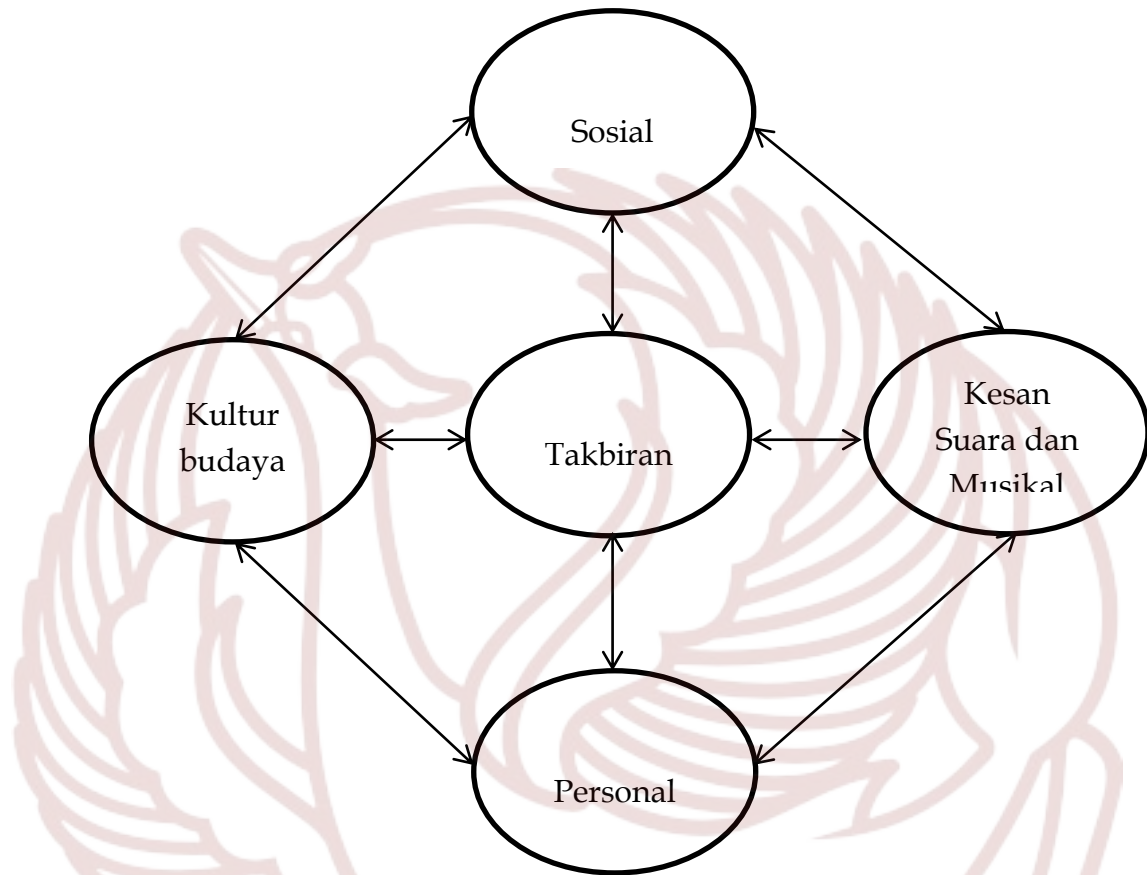 Sosial
Kultur
budaya
Takbiran
Kesan
Suara dan
Musikal
Personal